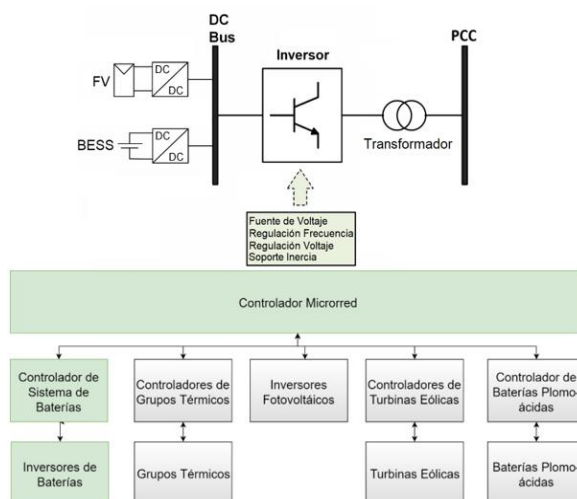 DC
Bus
PCC
Inversor
DC
DC
FV
DC
DC
BESS
Transformador
Fuente de Voltaje
Regulación Frecuencia
Regulación Voltaje
Soporte Inercia
Controlador Microrred
Controlador de
Sistema de
Baterías
Controladores de
Grupos Térmicos
Inversores
Fotovoltáicos
Controladores de
Turbinas Eólicas
Controlador de
Baterías Plomo-
ácidas
Inversores de
Baterías
Grupos Térmicos
Turbinas Eólicas
Baterías Plomo-
ácidas